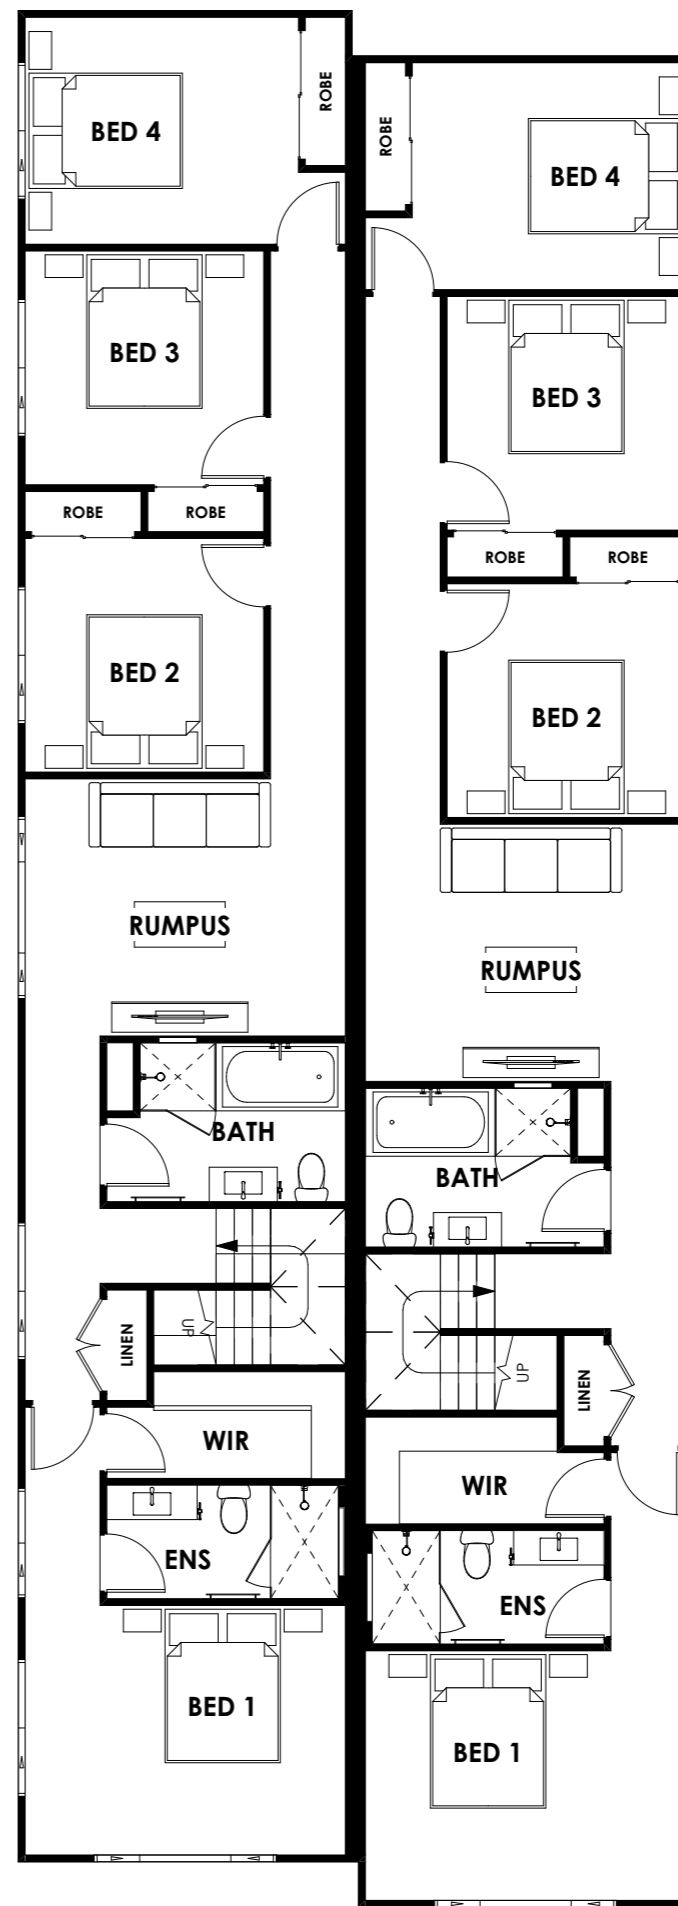 BED 4
ROBE
BED 3
ROBE
ROBE
BED 2
RUMPUS
BATH
UP
LINEN
WIR
ENS
BED 1
ROBE
BED 4
BED 3
ROBE
ROBE
BED 2
RUMPUS
BATH
UP
LINEN
WIR
ENS
BED 1